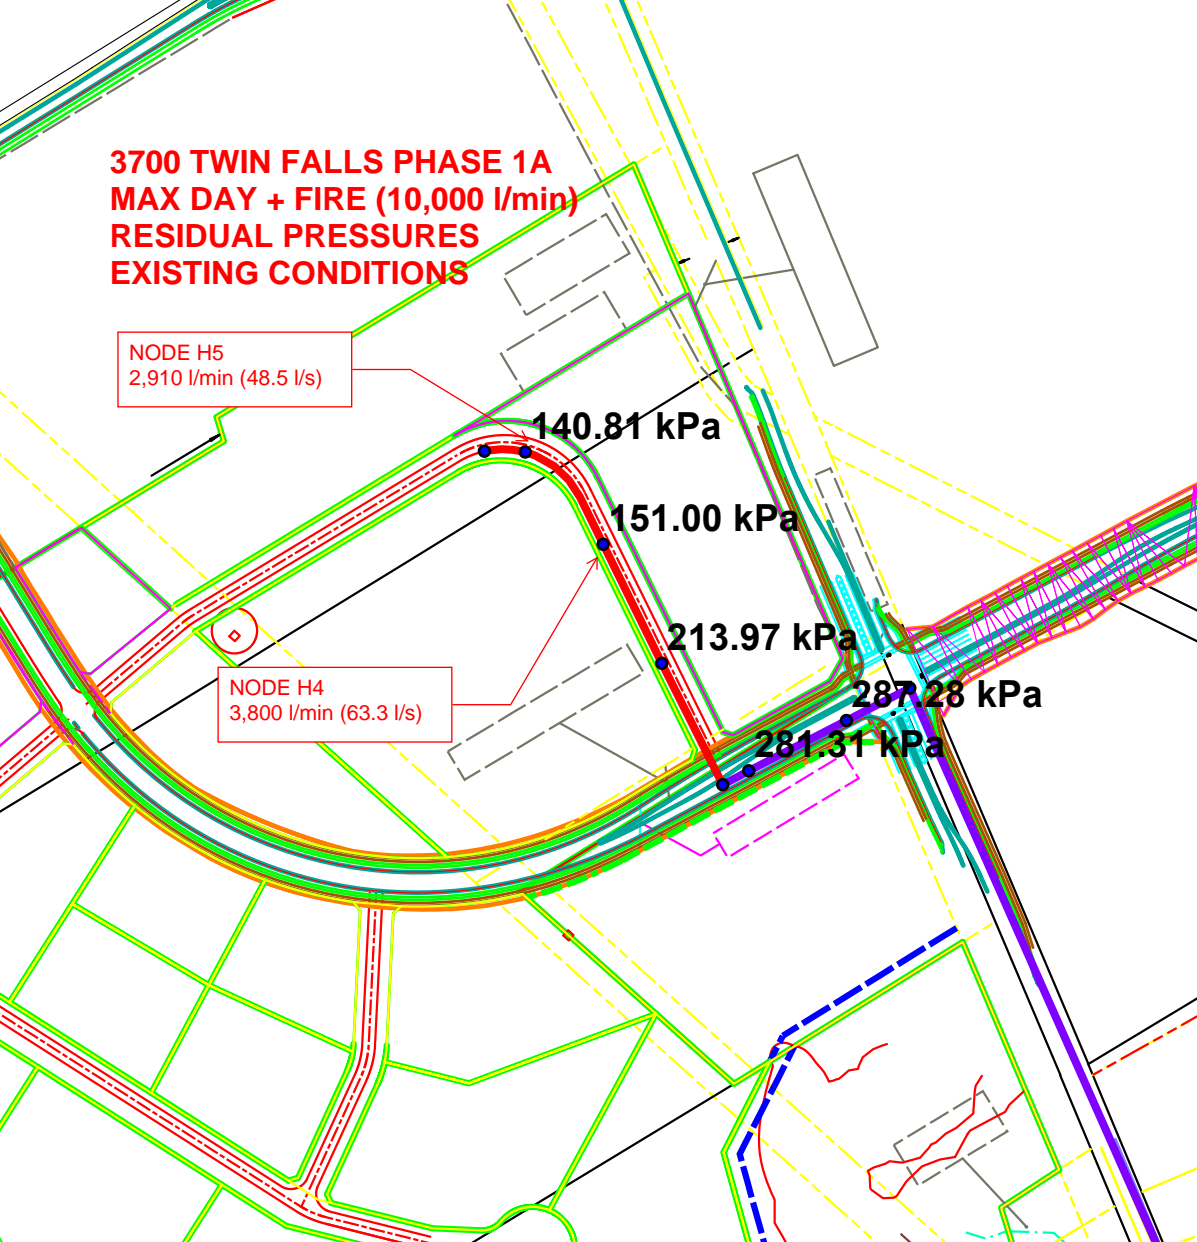 3700 TWIN FALLS PHASE 1A
MAX DAY + FIRE (10,000 l/min)
RESIDUAL PRESSURES
EXISTING CONDITIONS
NODE H5
2,910 l/min (48.5 l/s)
140.81 kPa
151.00 kPa
213.97 kPa
NODE H4
3,800 l/min (63.3 l/s)
287.28 kPa
281.31 kPa